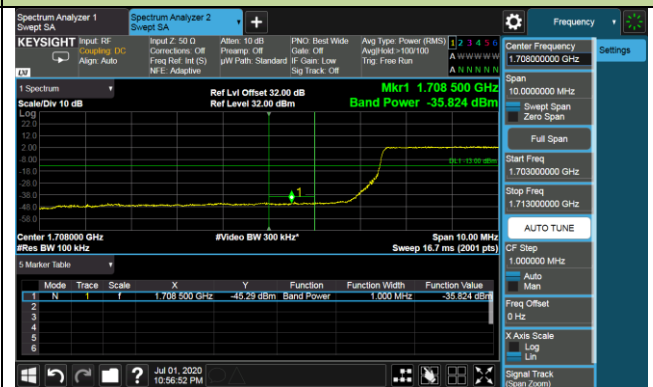 Spectrum Analyzer 1
Swept SA
Spectrum Analyzer 2
Swept SA
Frequency
KEYSIGHT
Input: RF
Coupling: DC
Align: Auto
Input Z: 50 Ω
Corrections: Off
Freq Ref: Int (S)
NFE: Adaptive
Atten: 10 dB
Preamp: Off
µW Path: Standard
PNO: Best Wide
Gate: Off
IF Gain: Low
Sig Track: Off
Avg Type: Power (RMS)
Avg|Hold:>100/100
Trig: Free Run
1 2 3 4 5 6
A W W W W W
A N N N N N
LXI
1 Spectrum
Scale/Div 10 dB
Ref Lvl Offset 32.00 dB
Ref Level 32.00 dBm
Mkr1 1.708 500 GHz
Band Power -35.824 dBm
Log
22.0
12.0
2.00
-8.00
-18.0
-28.0
-38.0
-48.0
-58.0
DL1 -13.00 dBm
1
Center 1.708000 GHz
#Res BW 100 kHz
#Video BW 300 kHz*
Span 10.00 MHz
Sweep 16.7 ms (2001 pts)
5 Marker Table
Mode Trace Scale X Y Function Function Width Function Value
1 N 1 f 1.708 500 GHz -45.29 dBm Band Power 1.000 MHz -35.824 dBm
2
3
4
5
6
Jul 01, 2020
10:56:52 PM
Center Frequency
1.708000000 GHz
Settings
Span
10.0000000 MHz
Swept Span
Zero Span
Full Span
Start Freq
1.703000000 GHz
Stop Freq
1.713000000 GHz
AUTO TUNE
CF Step
1.000000 MHz
Auto
Man
Freq Offset
0 Hz
X Axis Scale
Log
Lin
Signal Track
(Span Zoom)